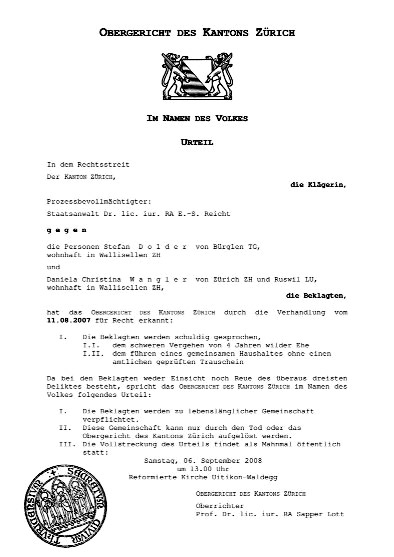 OBERGERICHT DES KANTONS ZÜRICH
IM NAMEN DES VOLKES
URTEIL
In dem Rechtsstreit
Der KANTON ZÜRICH,
die Klägerin,
Prozessbevollmächtigter:
Staatsanwalt Dr. lic. iur. RA E.-S. Reicht
g e g e n
die Personen Stefan D o l d e r von Bürglen TG,
wohnhaft in Wallisellen ZH
und
Daniela Christina W a n g l e r von Zürich ZH und Ruswil LU,
wohnhaft in Wallisellen ZH,
die Beklagten,
hat das OBERGERICHT DES KANTONS ZÜRICH durch die Verhandlung vom
11.08.2007 für Recht erkannt:
I. Die Beklagten werden schuldig gesprochen,
I.I. dem schweren Vergehen von 4 Jahren wilder Ehe
I.II. dem führen eines gemeinsamen Haushaltes ohne einen
amtlichen geprüften Trauschein
Da bei den Beklagten weder Einsicht noch Reue des überaus dreisten
Deliktes besteht, spricht das OBERGERICHT DES KANTONS ZÜRICH im Namen des
Volkes folgendes Urteil:
I. Die Beklagten werden zu lebenslänglicher Gemeinschaft
verpflichtet.
II. Diese Gemeinschaft kann nur durch den Tod oder das
Obergericht des Kantons Zürich aufgelöst werden.
III. Die Vollstreckung des Urteils findet als Mahnmal öffentlich
statt:
Samstag, 06. September 2008
um 13.00 Uhr
Reformierte Kirche Uitikon-Waldegg
OBERGERICHT DES KANTONS ZÜRICH
Oberrichter
Prof. Dr. lic. iur. RA Sapper Lott